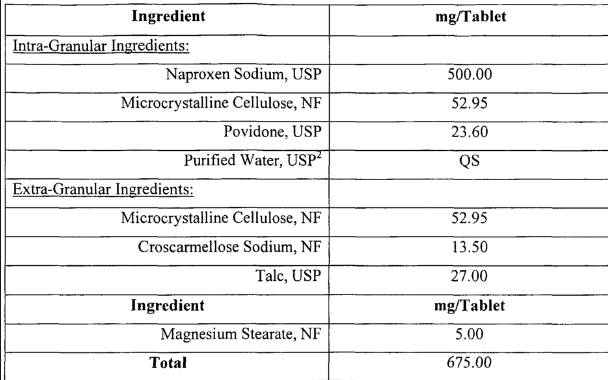 Ingredient mg/Tablet
Intra-Granular Ingredients:
Naproxen Sodium, USP 500.00
Microcrystalline Cellulose, NF 52.95
Povidone, USP 23.60
Purified Water, USP² QS
Extra-Granular Ingredients:
Microcrystalline Cellulose, NF 52.95
Croscarmellose Sodium, NF 13.50
Talc, USP 27.00
Ingredient mg/Tablet
Magnesium Stearate, NF 5.00
Total 675.00